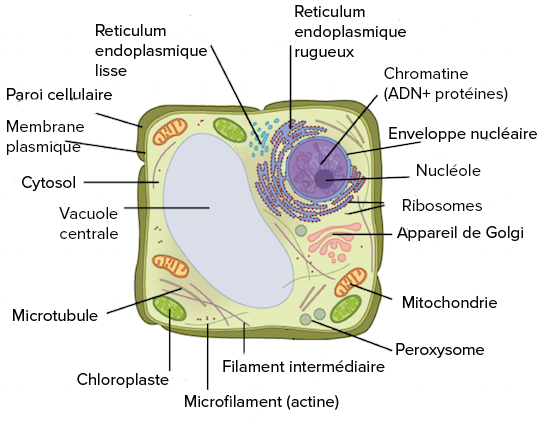 Reticulum
endoplasmique
rugueux
Reticulum
endoplasmique
lisse
Chromatine
(ADN+ protéines)
Paroi cellulaire
Enveloppe nucléaire
Membrane
plasmique
Nucléole
Cytosol
Ribosomes
Vacuole
centrale
Appareil de Golgi
Mitochondrie
Microtubule
Peroxysome
Filament intermédiaire
Chloroplaste
Microfilament (actine)